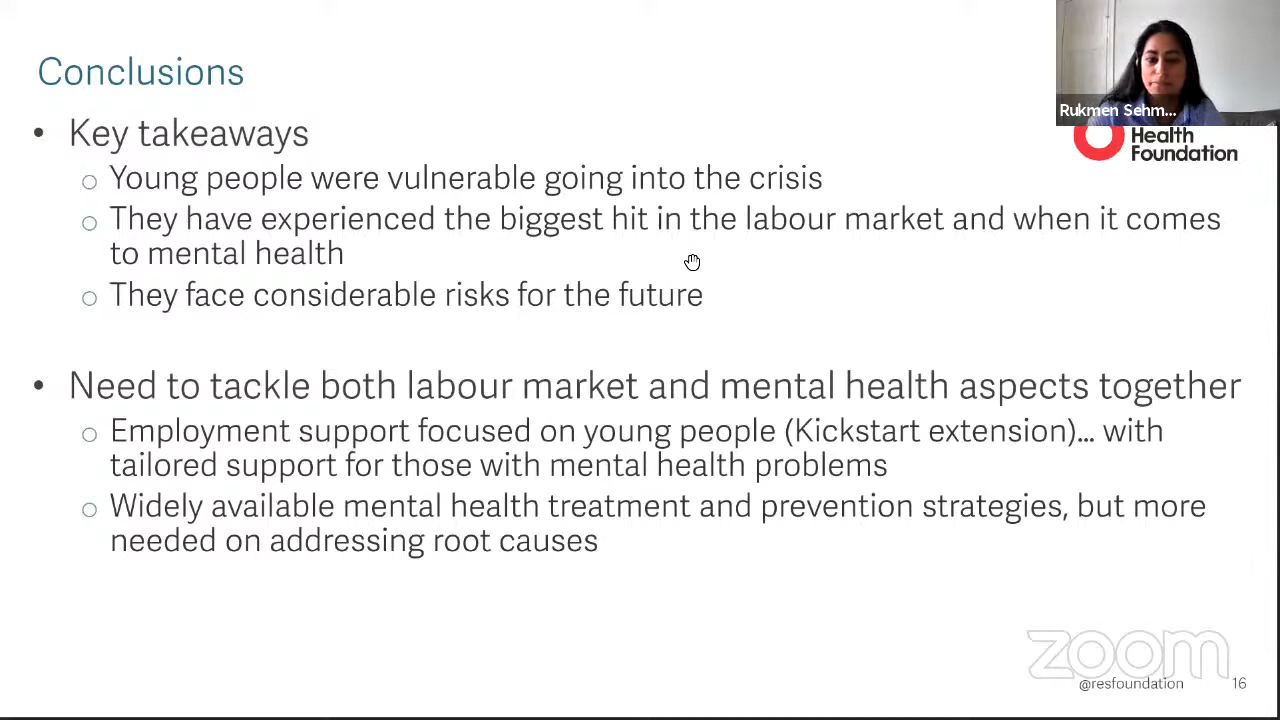 Conclusions
• Key takeaways
○ Young people were vulnerable going into the crisis
○ They have experienced the biggest hit in the labour market and when it comes
to mental health
○ They face considerable risks for the future
• Need to tackle both labour market and mental health aspects together
○ Employment support focused on young people (Kickstart extension)... with
tailored support for those with mental health problems
○ Widely available mental health treatment and prevention strategies, but more
needed on addressing root causes
Rukmen Sehm...
Health
Foundation
zoom
@resfoundation
16